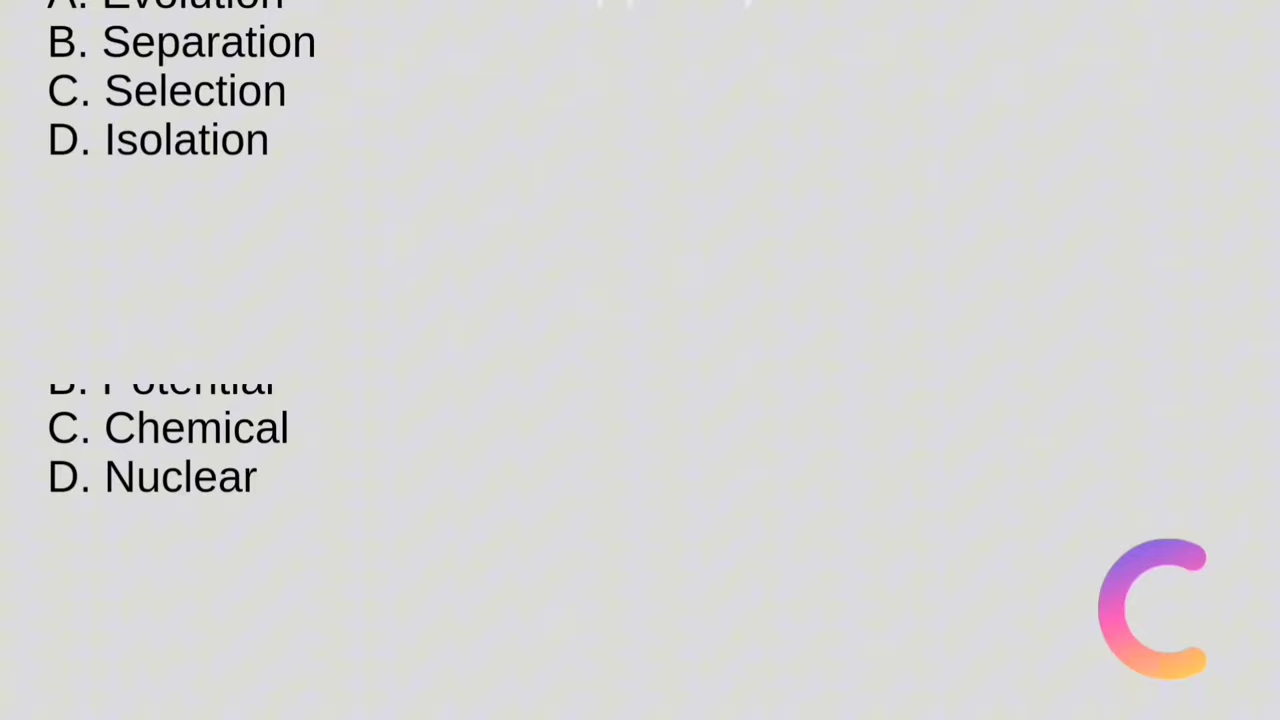 A. Evolution
B. Separation
C. Selection
D. Isolation
B. Potential
C. Chemical
D. Nuclear